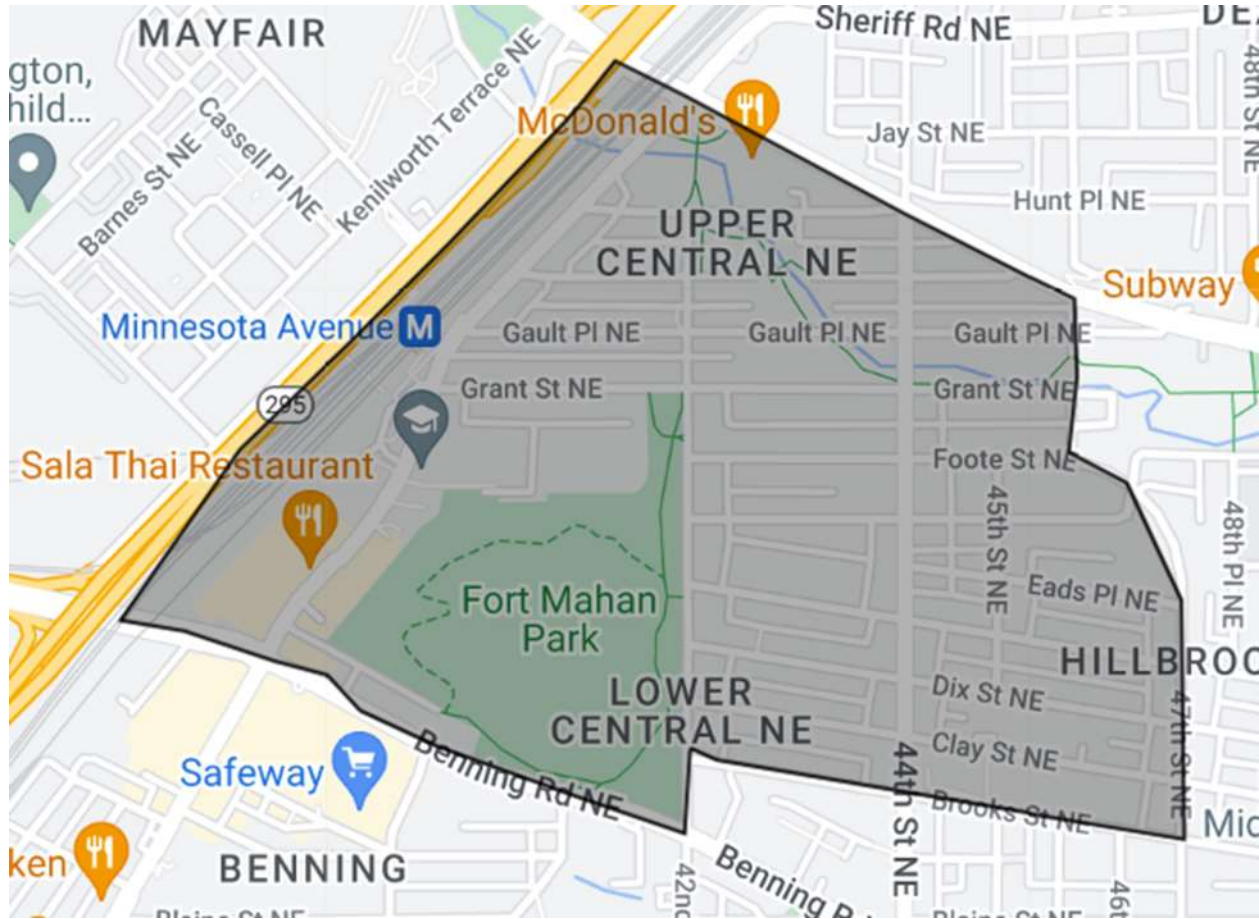 MAYFAIR
Sheriff Rd NE
gton,
hild...
Kenilworth Terrace NE
48th St NE
McDonald's
Cassell Pl NE
Jay St NE
Barnes St NE
Hunt Pl NE
UPPER
CENTRAL NE
Subway
Minnesota Avenue M
Gault Pl NE
Gault Pl NE
Gault Pl NE
295
Grant St NE
Grant St NE
Sala Thai Restaurant
Foote St NE
45th St NE
48th Pl NE
Eads Pl NE
Fort Mahan
Park
HILLBROO
LOWER
CENTRAL NE
Dix St NE
47th St NE
Clay St NE
Benning Rd NE
44th St NE
Safeway
Brooks St NE
Mic
ken
BENNING
42nd
Benning R
46t